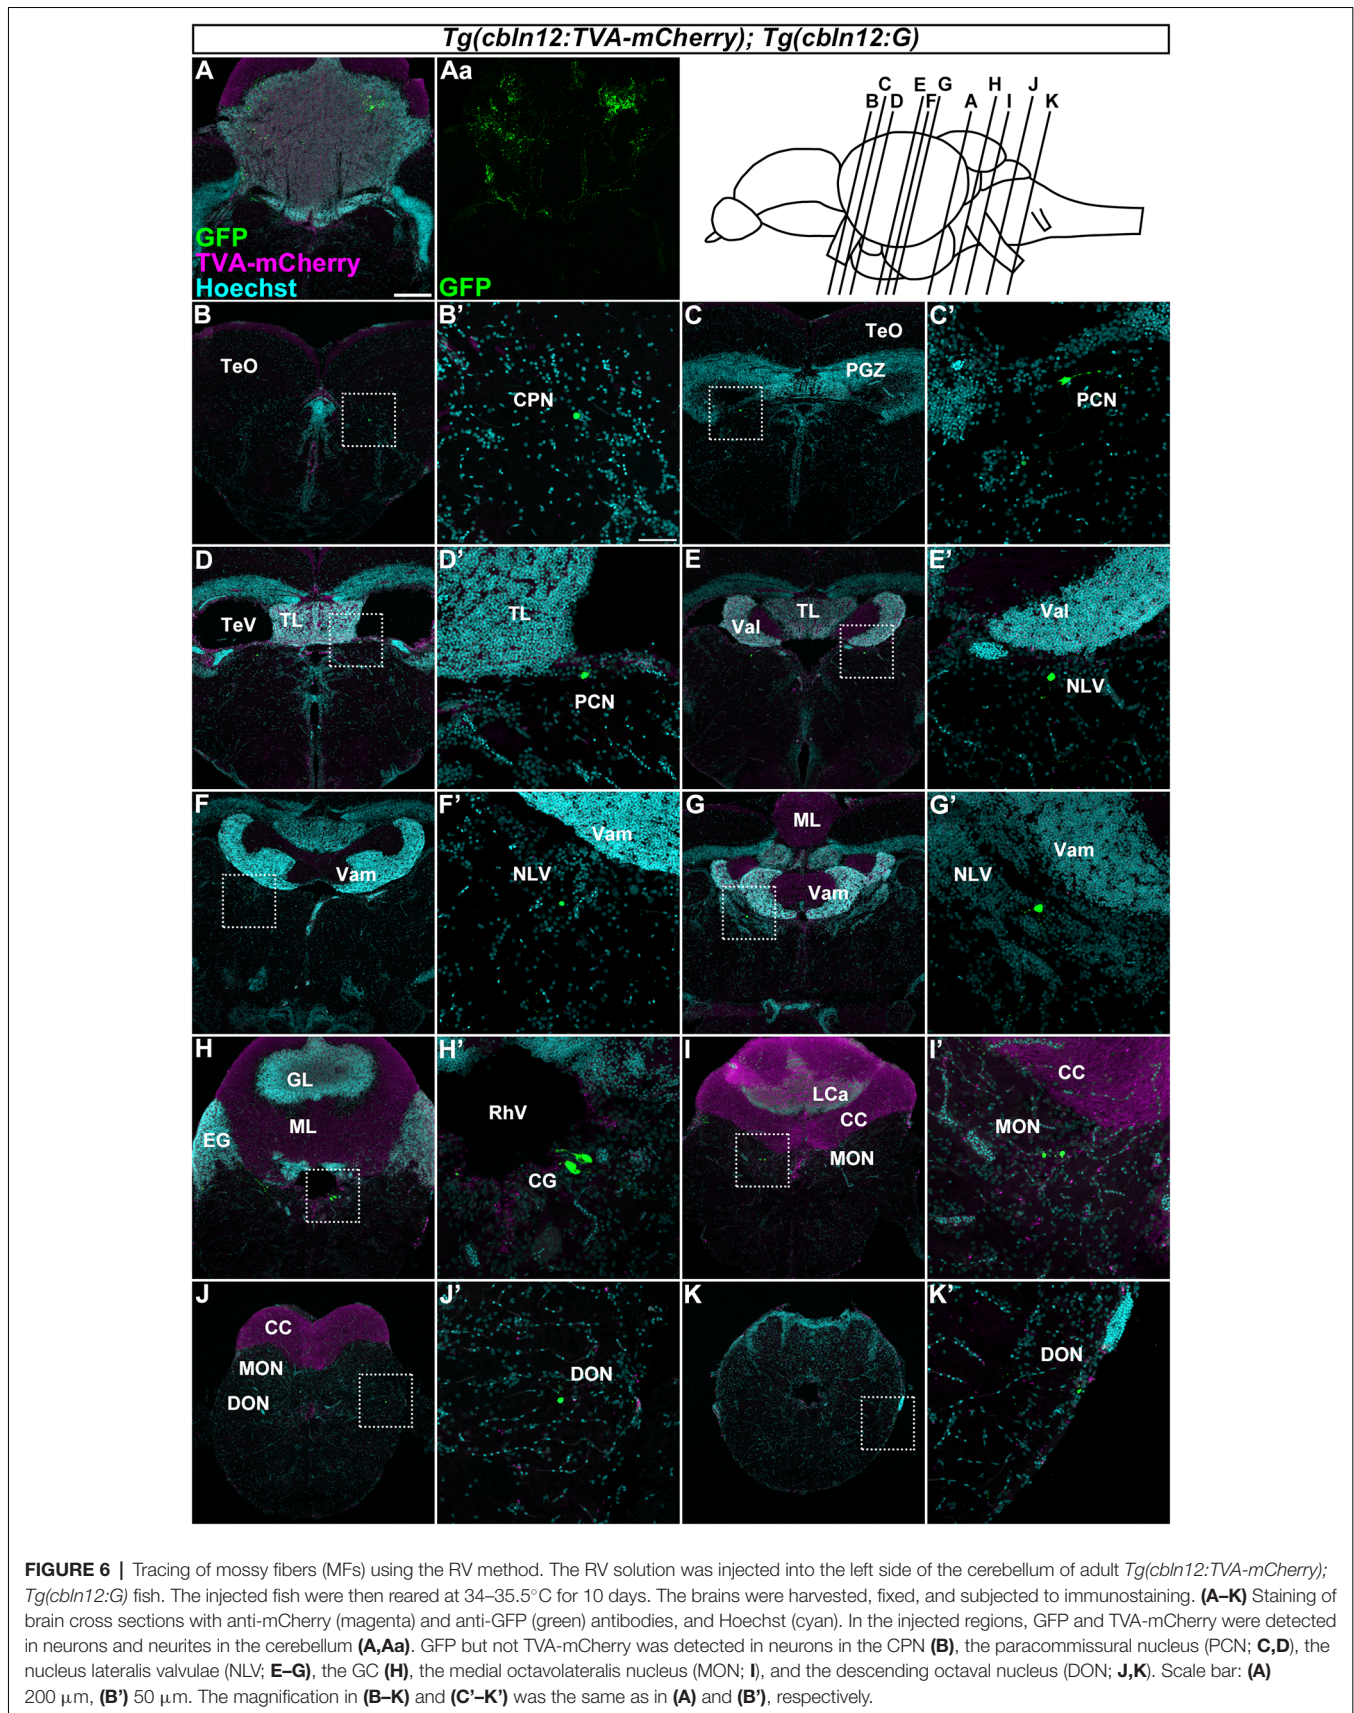 Tg(cbln12:TVA-mCherry); Tg(cbln12:G)
A
GFP
TVA-mCherry
Hoechst
Aa
GFP
C E G H J
B D F A I K
B
TeO
B'
CPN
C
TeO
PGZ
C'
PCN
D
TeV
TL
D'
TL
PCN
E
TL
Val
E'
Val
NLV
F
Vam
F'
Vam
NLV
G
ML
Vam
G'
Vam
NLV
H
GL
ML
EG
H'
RhV
CG
I
LCa
CC
MON
I'
CC
MON
J
CC
MON
DON
J'
DON
K
K'
DON
FIGURE 6 | Tracing of mossy fibers (MFs) using the RV method. The RV solution was injected into the left side of the cerebellum of adult Tg(cbln12:TVA-mCherry);
Tg(cbln12:G) fish. The injected fish were then reared at 34–35.5°C for 10 days. The brains were harvested, fixed, and subjected to immunostaining. (A–K) Staining of
brain cross sections with anti-mCherry (magenta) and anti-GFP (green) antibodies, and Hoechst (cyan). In the injected regions, GFP and TVA-mCherry were detected
in neurons and neurites in the cerebellum (A,Aa). GFP but not TVA-mCherry was detected in neurons in the CPN (B), the paracommissural nucleus (PCN; C,D), the
nucleus lateralis valvulae (NLV; E–G), the GC (H), the medial octavolateralis nucleus (MON; I), and the descending octaval nucleus (DON; J,K). Scale bar: (A)
200 μm, (B') 50 μm. The magnification in (B–K) and (C'–K') was the same as in (A) and (B'), respectively.